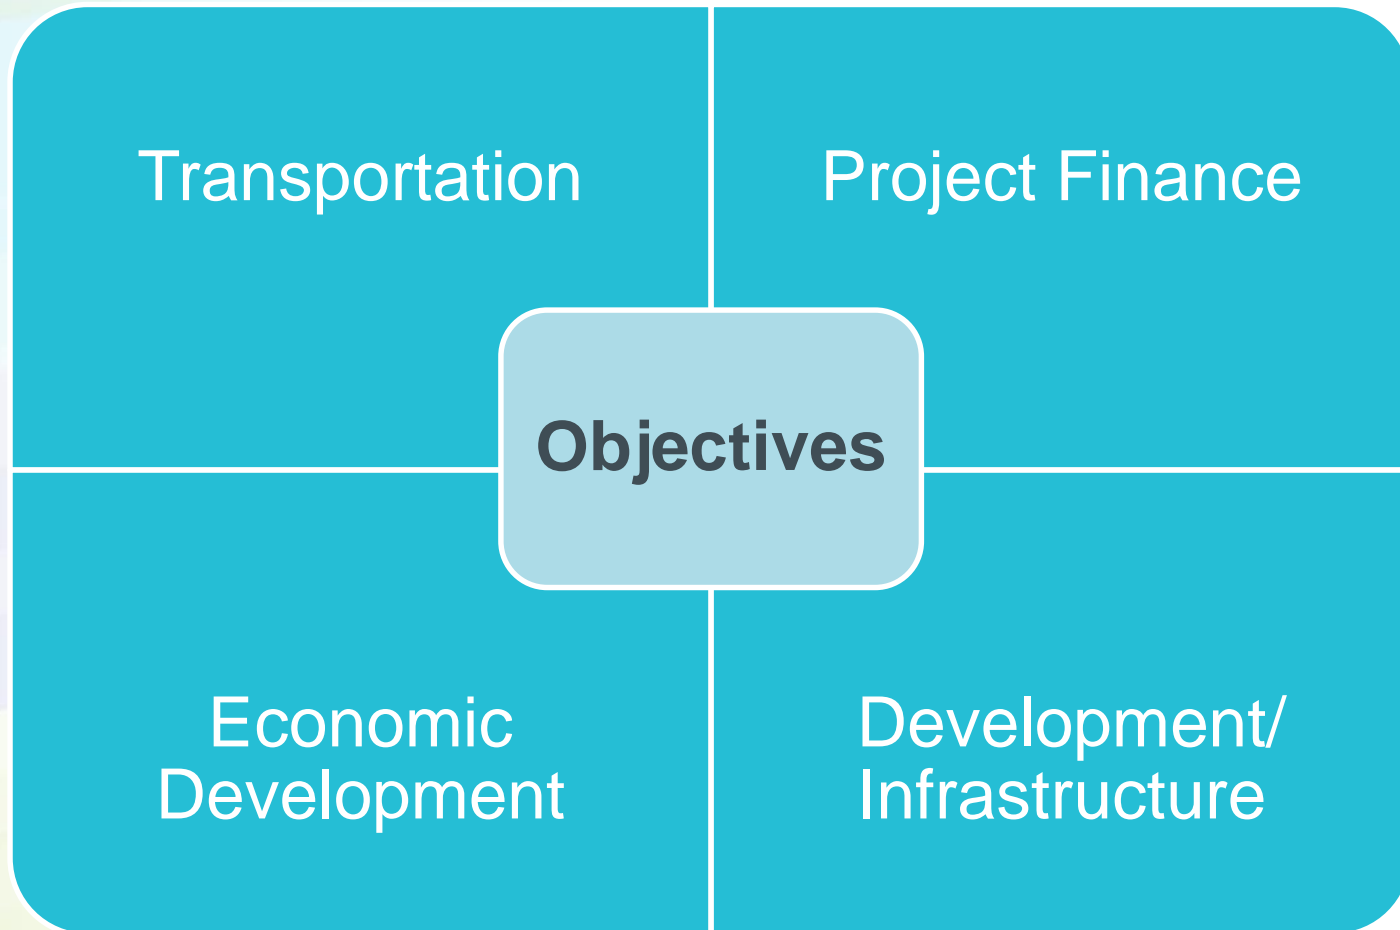 Transportation
Project Finance
Objectives
Economic
Development
Development/
Infrastructure